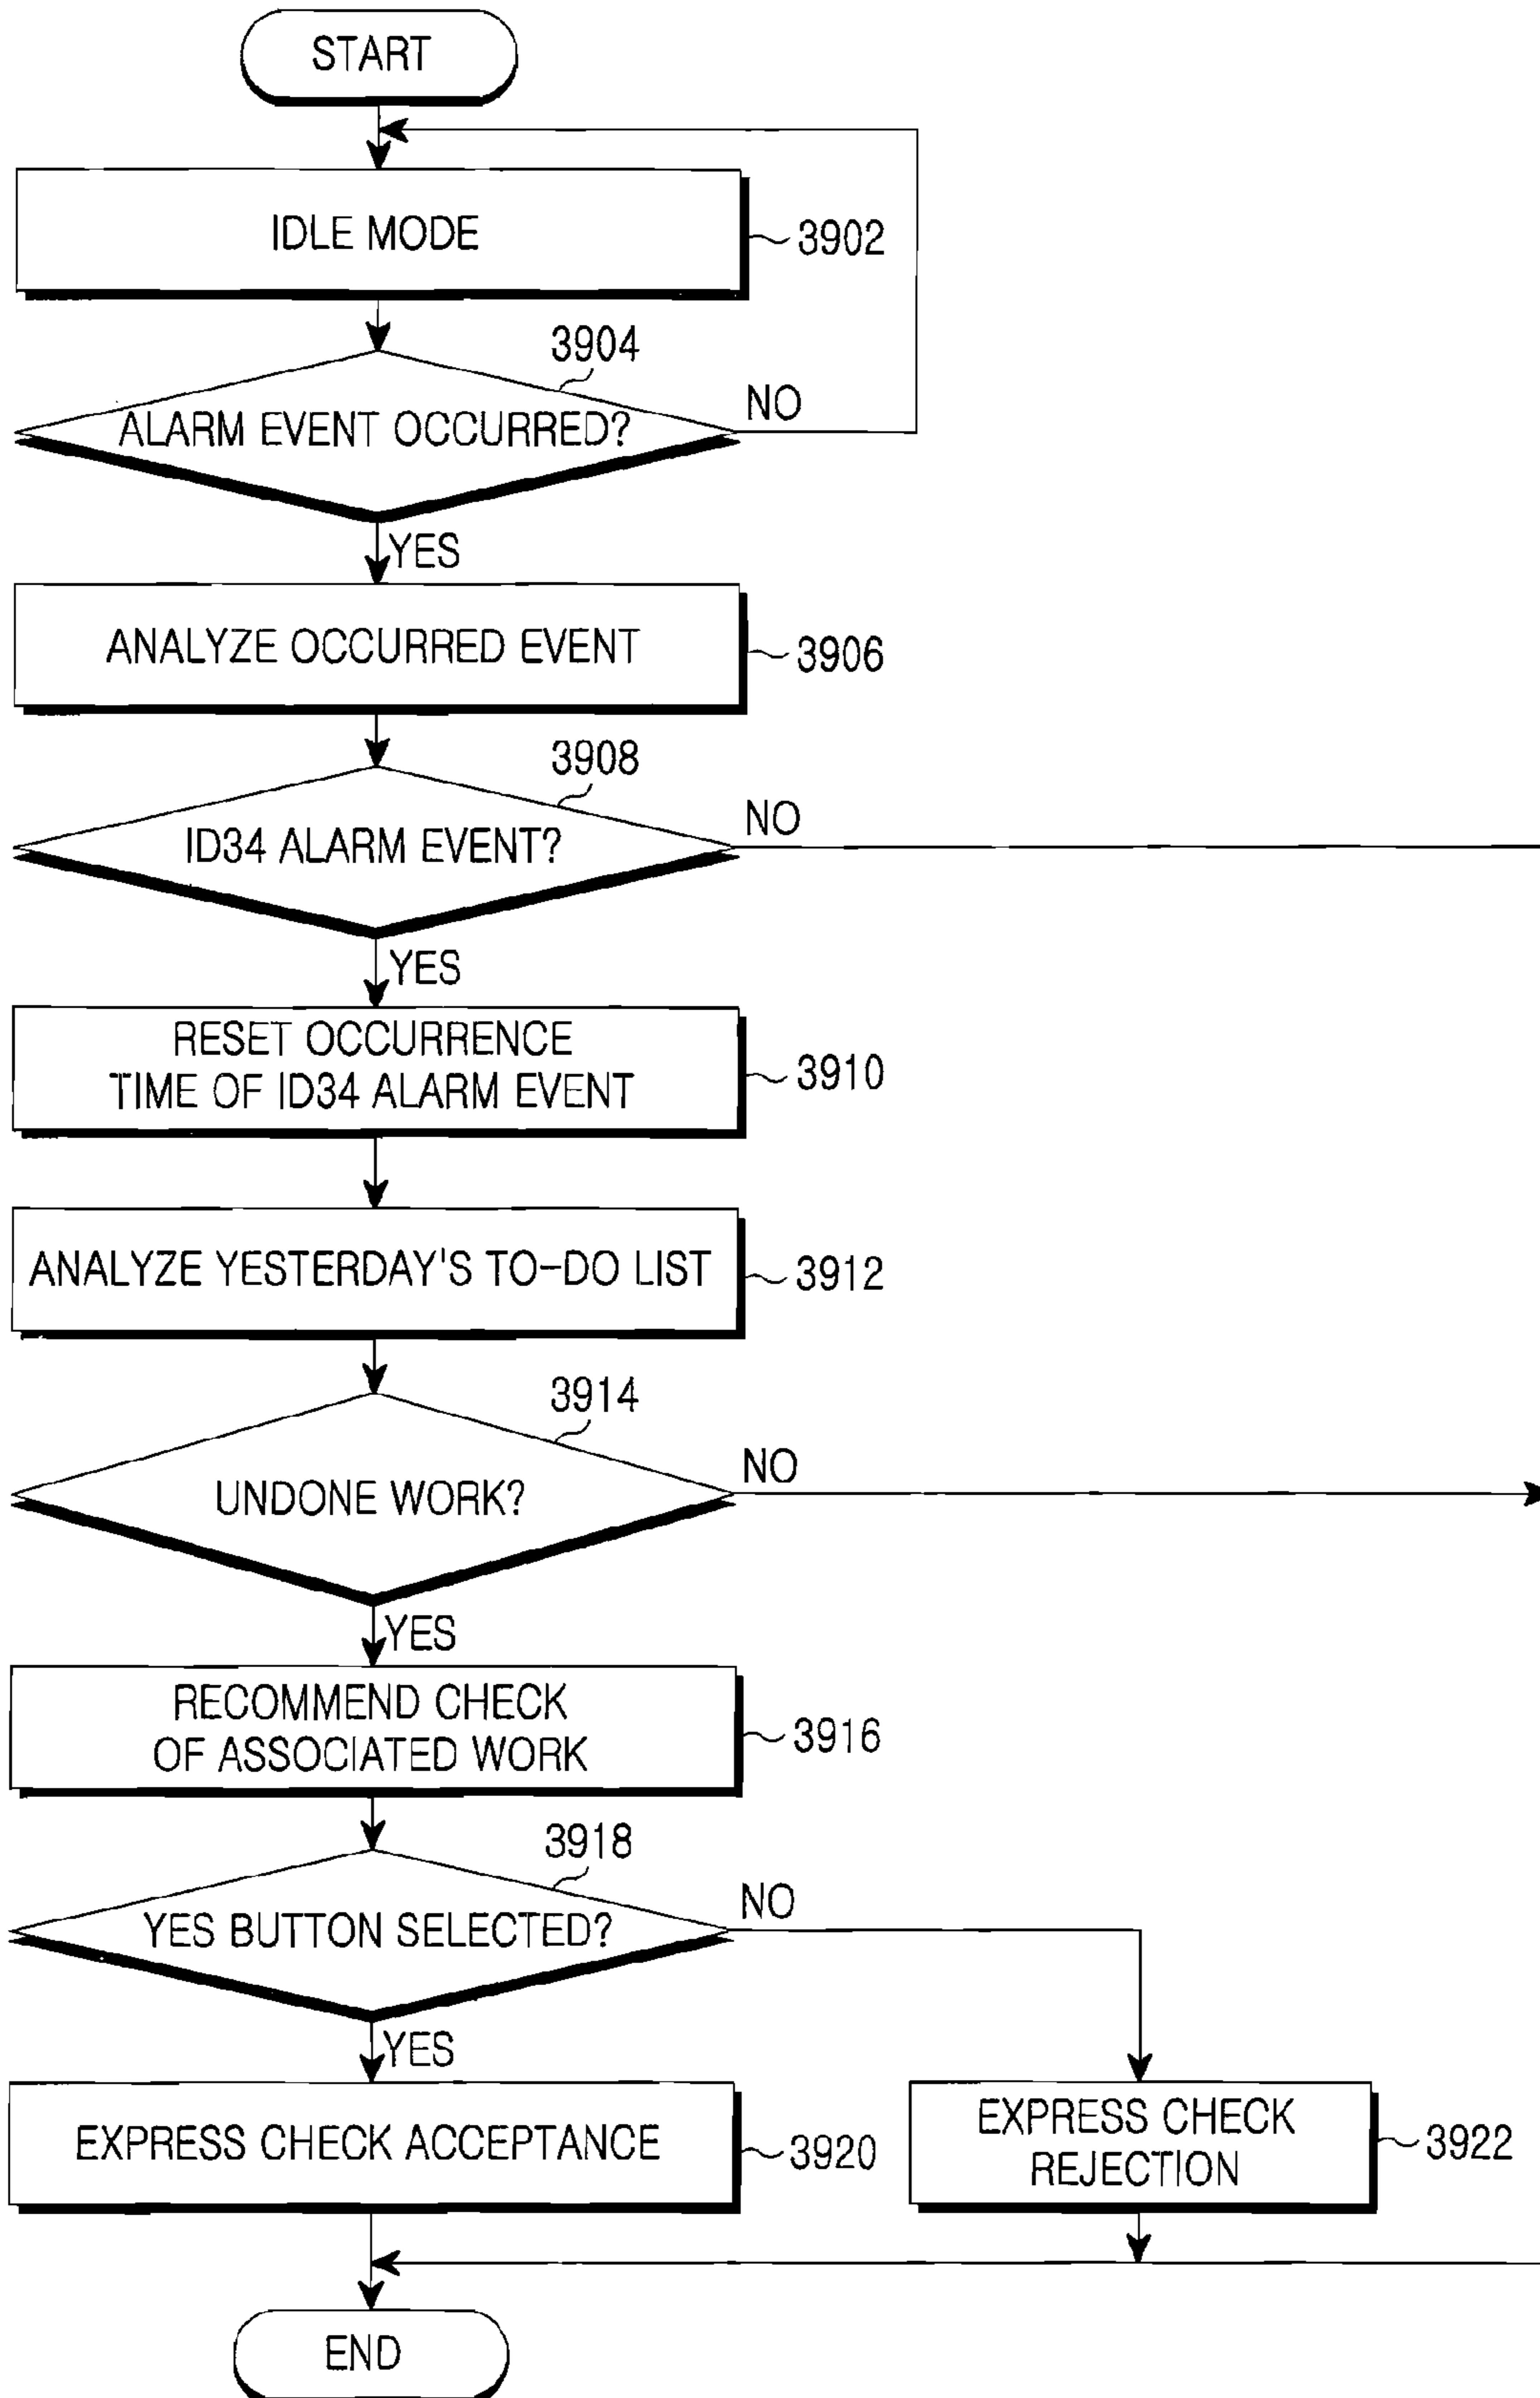 START
IDLE MODE
3902
3904
ALARM EVENT OCCURRED?
NO
YES
ANALYZE OCCURRED EVENT
3906
3908
ID34 ALARM EVENT?
NO
YES
RESET OCCURRENCE
TIME OF ID34 ALARM EVENT
3910
ANALYZE YESTERDAY'S TO-DO LIST
3912
3914
UNDONE WORK?
NO
YES
RECOMMEND CHECK
OF ASSOCIATED WORK
3916
3918
YES BUTTON SELECTED?
NO
YES
EXPRESS CHECK ACCEPTANCE
3920
EXPRESS CHECK
REJECTION
3922
END